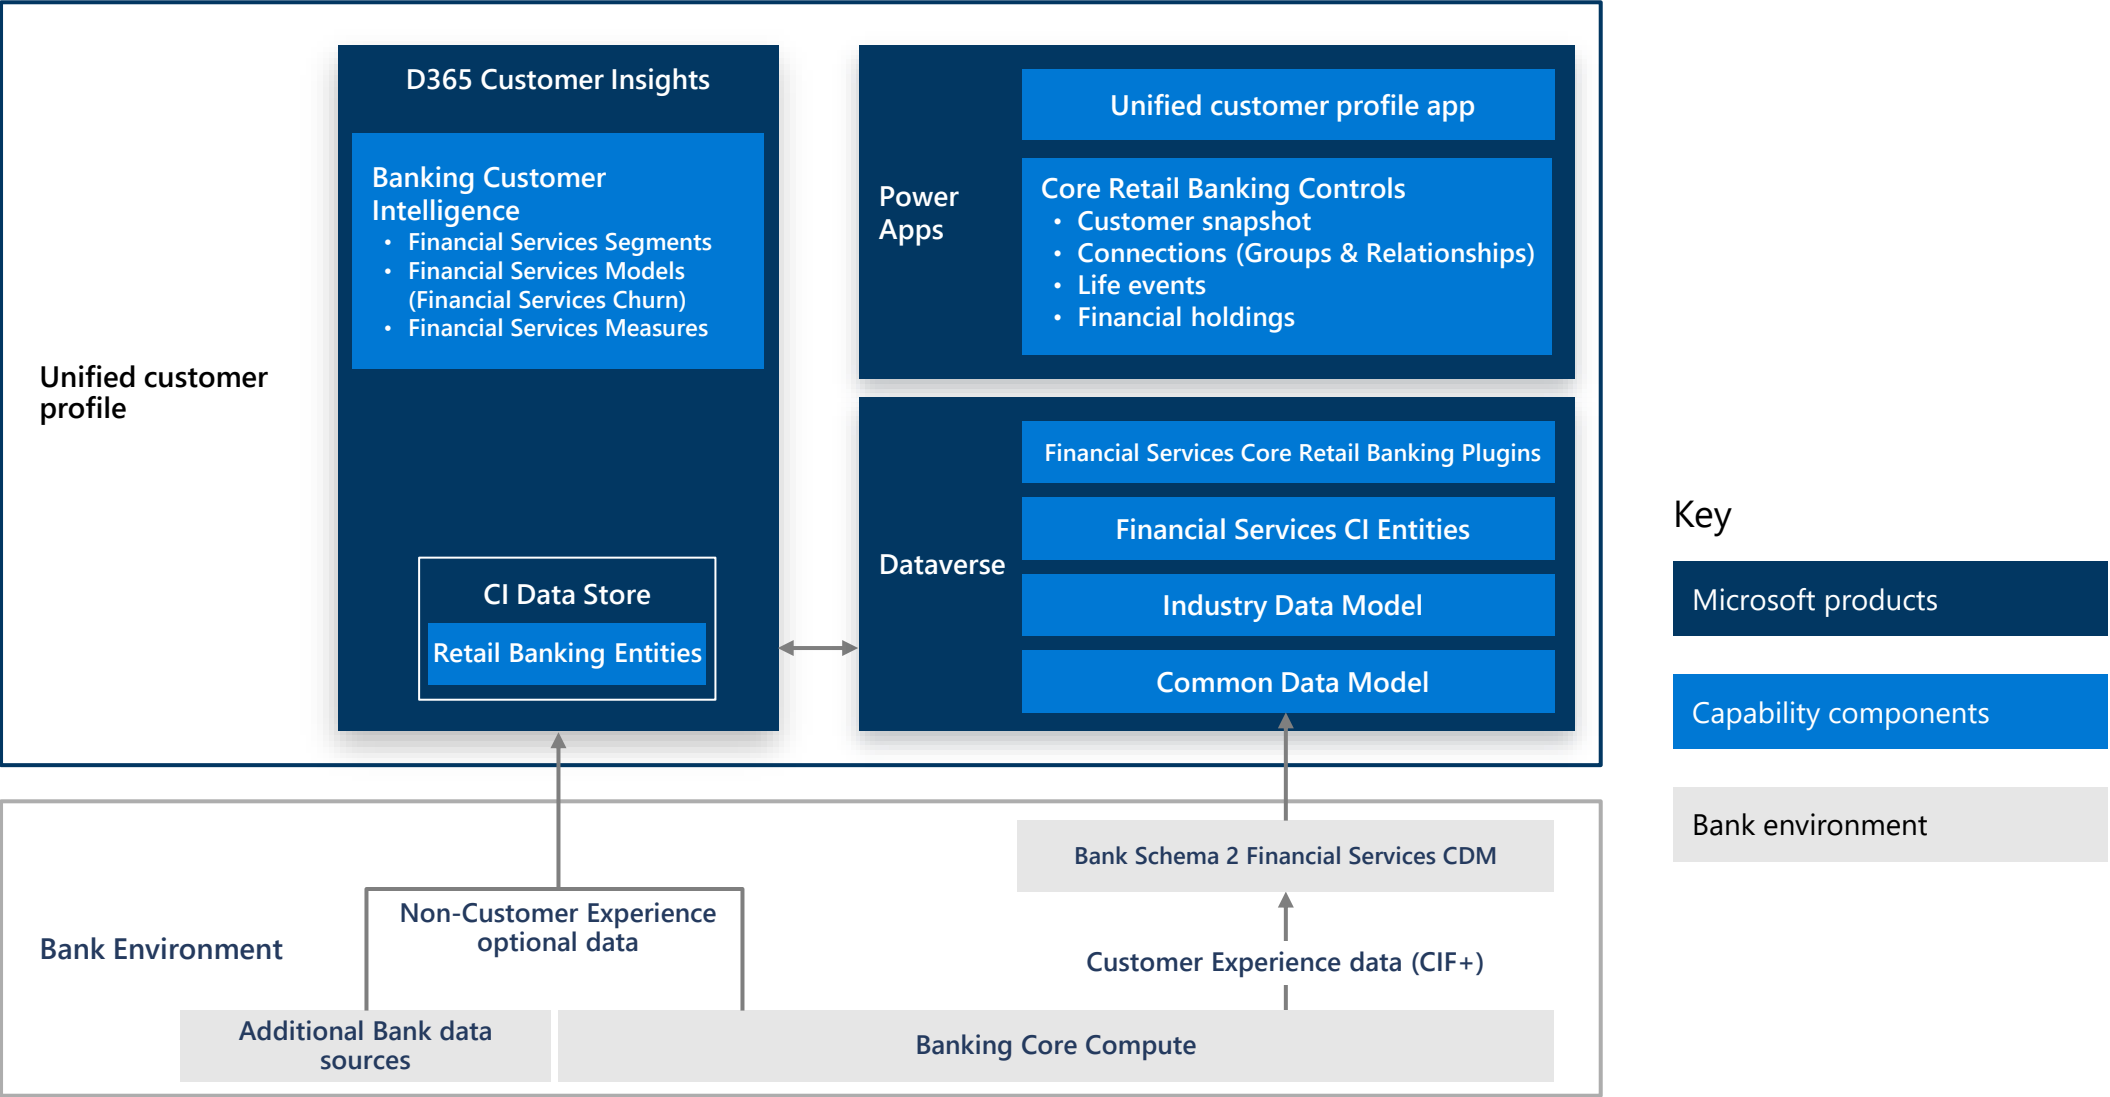 Unified customer
profile
D365 Customer Insights
Banking Customer
Intelligence
• Financial Services Segments
• Financial Services Models
(Financial Services Churn)
• Financial Services Measures
CI Data Store
Retail Banking Entities
Power
Apps
Unified customer profile app
Core Retail Banking Controls
• Customer snapshot
• Connections (Groups & Relationships)
• Life events
• Financial holdings
Dataverse
Financial Services Core Retail Banking Plugins
Financial Services CI Entities
Industry Data Model
Common Data Model
Bank Environment
Non-Customer Experience
optional data
Additional Bank data
sources
Bank Schema 2 Financial Services CDM
Customer Experience data (CIF+)
Banking Core Compute
Key
Microsoft products
Capability components
Bank environment